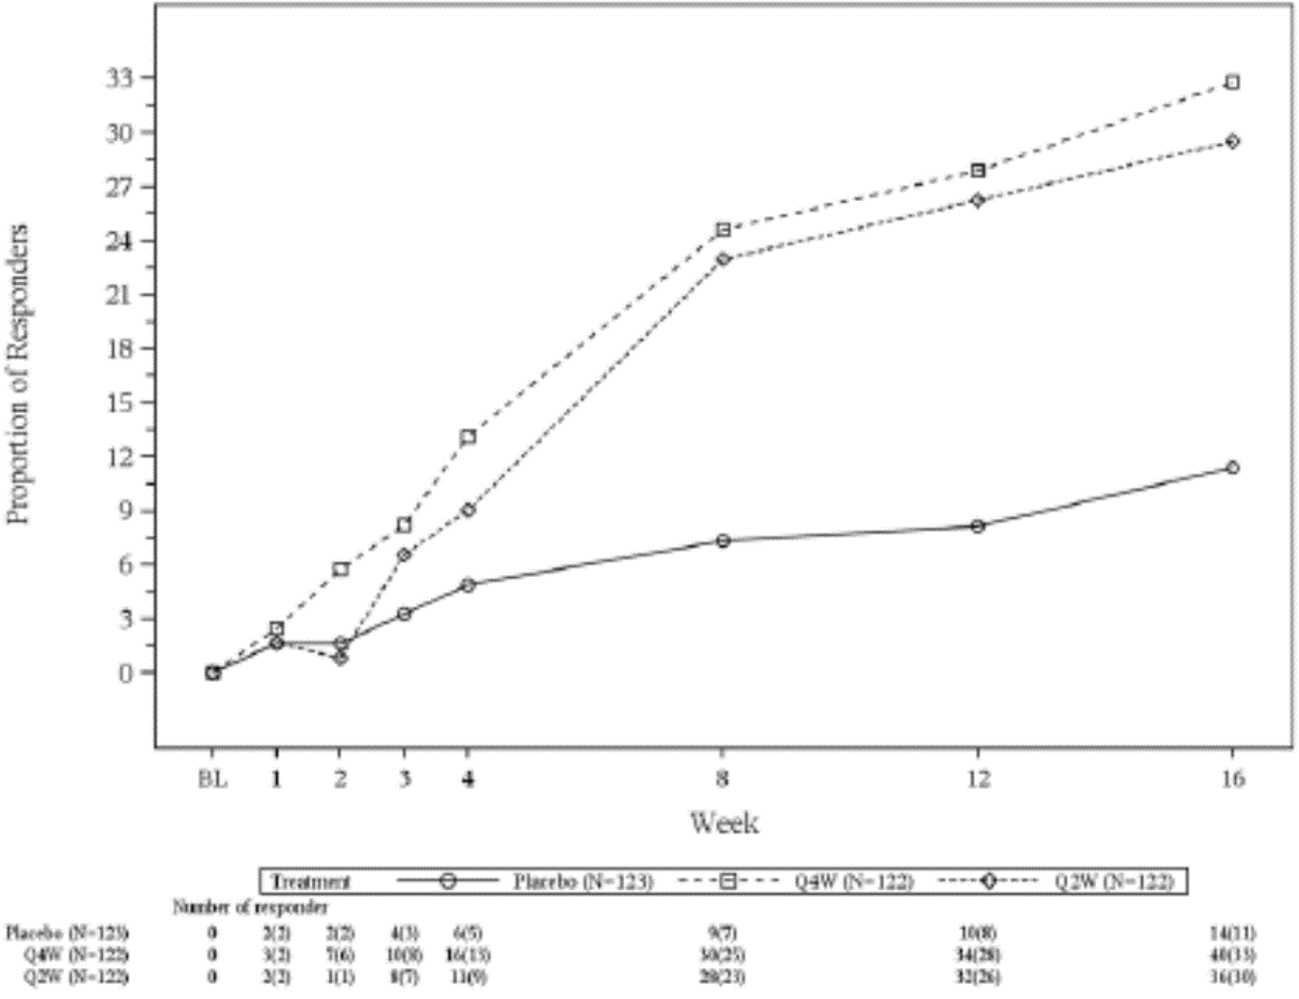 Proportion of Responders
33
30
27
24
21
18
15
12
9
6
3
0
BL 1 2 3 4 8 12 16
Week
Treatment Placebo (N=123) Q4W (N=122) Q2W (N=122)
Number of responder
Placebo (N=123) 0 2(2) 2(2) 4(3) 6(5) 9(7) 10(8) 14(11)
Q4W (N=122) 0 3(2) 7(6) 10(8) 16(13) 30(25) 34(28) 40(33)
Q2W (N=122) 0 2(2) 1(1) 8(7) 11(9) 28(23) 32(26) 36(30)